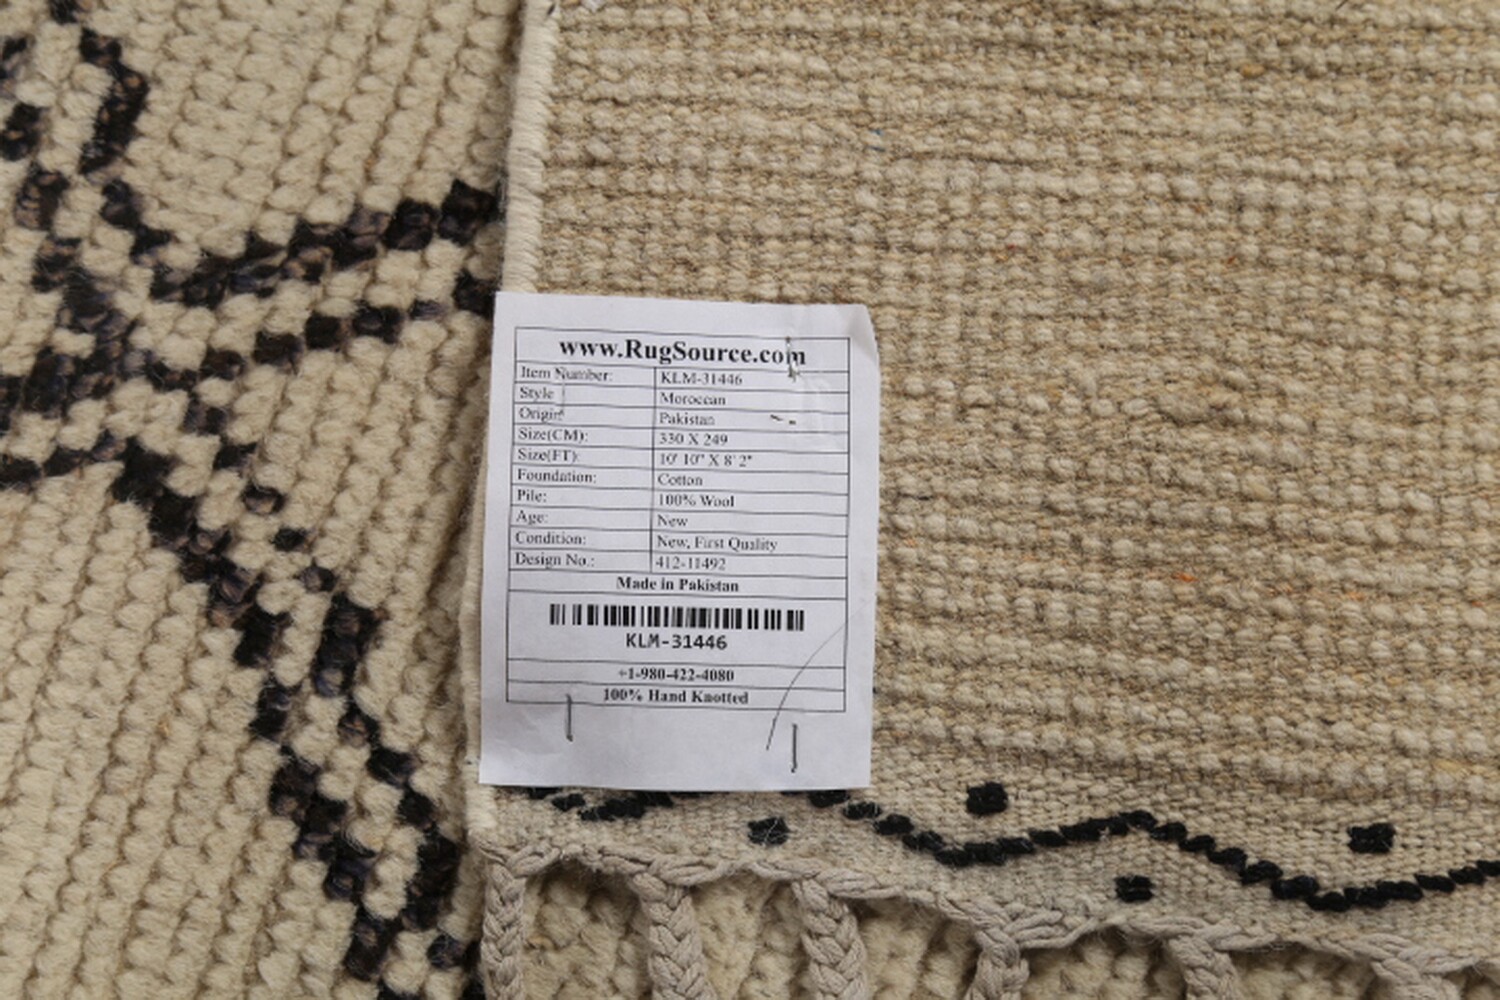 www.RugSource.com
Item Number: KLM-31446
Style Moroccan
Origin: Pakistan
Size(CM): 330 X 249
Size(FT): 10' 10" X 8' 2"
Foundation: Cotton
Pile: 100% Wool
Age: New
Condition: New, First Quality
Design No.: 412-11492
Made in Pakistan
KLM-31446
+1-980-422-4080
100% Hand Knotted